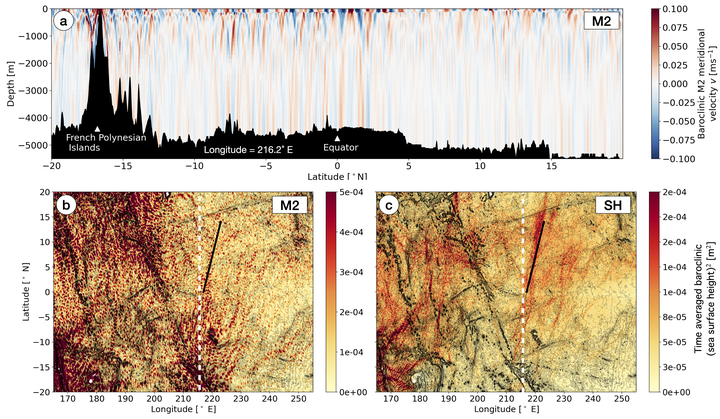 a
M2
0
−1000
−2000
−3000
−4000
−5000
Depth [m]
French Polynesian
Islands
Longitude = 216.2° E
Equator
−20 −15 −10 −5 0 5 10 15
Latitude [°N]
0.100
0.075
0.050
0.025
0.000
−0.025
−0.050
−0.075
−0.100
Baroclinic M2 meridional
velocity v [ms⁻¹]
b
M2
20
15
10
5
0
−5
−10
−15
−20
Latitude [° N]
170 180 190 200 210 220 230 240 250
Longitude [° E]
5e-04
4e-04
3e-04
2e-04
1e-04
0e+00
c
SH
170 180 190 200 210 220 230 240 250
Longitude [° E]
2e-04
2e-04
1e-04
1e-04
8e-05
5e-05
3e-05
0e+00
Time averaged baroclinic
(sea surface height)² [m²]